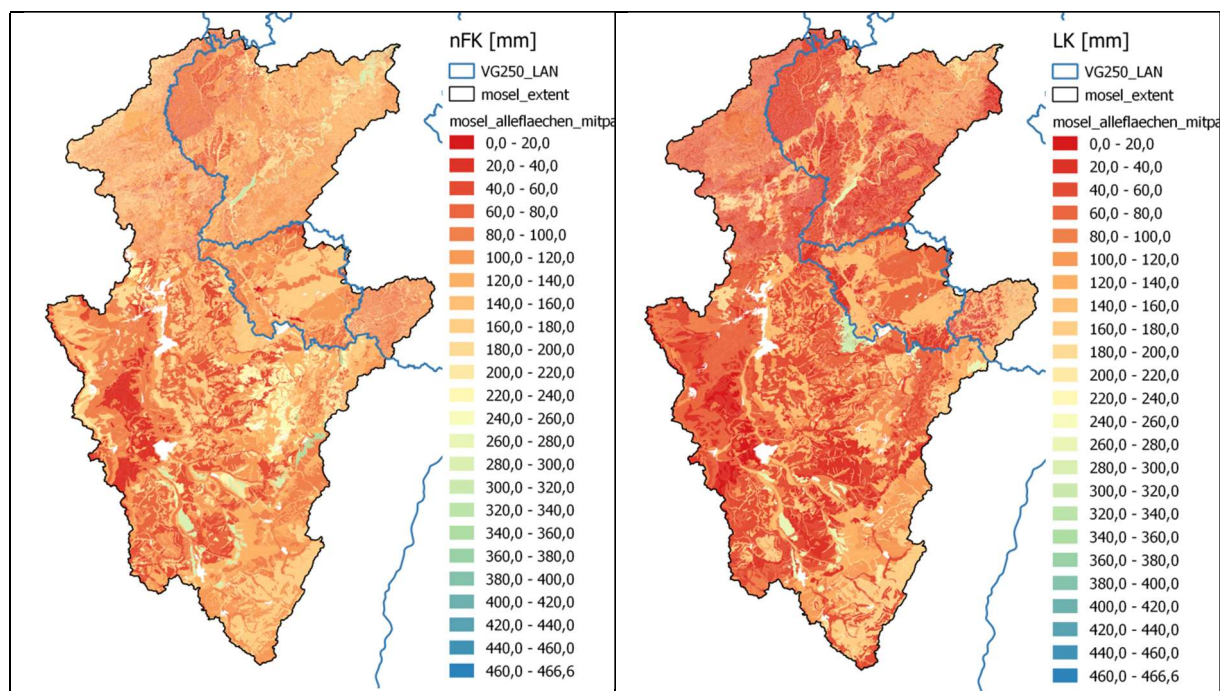 nFK [mm]
VG250_LAN
mosel_extent
mosel_alleflaechen_mitpa
0,0 - 20,0
20,0 - 40,0
40,0 - 60,0
60,0 - 80,0
80,0 - 100,0
100,0 - 120,0
120,0 - 140,0
140,0 - 160,0
160,0 - 180,0
180,0 - 200,0
200,0 - 220,0
220,0 - 240,0
240,0 - 260,0
260,0 - 280,0
280,0 - 300,0
300,0 - 320,0
320,0 - 340,0
340,0 - 360,0
360,0 - 380,0
380,0 - 400,0
400,0 - 420,0
420,0 - 440,0
440,0 - 460,0
460,0 - 466,6
LK [mm]
VG250_LAN
mosel_extent
mosel_alleflaechen_mitpa
0,0 - 20,0
20,0 - 40,0
40,0 - 60,0
60,0 - 80,0
80,0 - 100,0
100,0 - 120,0
120,0 - 140,0
140,0 - 160,0
160,0 - 180,0
180,0 - 200,0
200,0 - 220,0
220,0 - 240,0
240,0 - 260,0
260,0 - 280,0
280,0 - 300,0
300,0 - 320,0
320,0 - 340,0
340,0 - 360,0
360,0 - 380,0
380,0 - 400,0
400,0 - 420,0
420,0 - 440,0
440,0 - 460,0
460,0 - 466,6